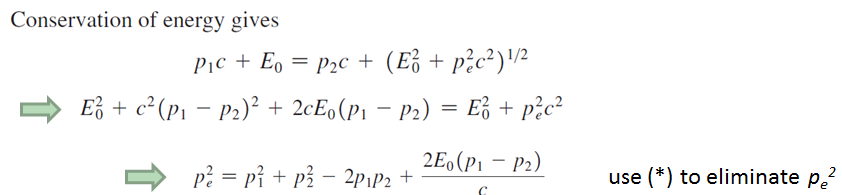 Conservation of energy gives
p₁c + E₀ = p₂c + (E₀² + pₑ²c²)^1/2
E₀² + c²(p₁ − p₂)² + 2cE₀(p₁ − p₂) = E₀² + pₑ²c²
pₑ² = p₁² + p₂² − 2p₁p₂ + 2E₀(p₁ − p₂)/c use (*) to eliminate pₑ²